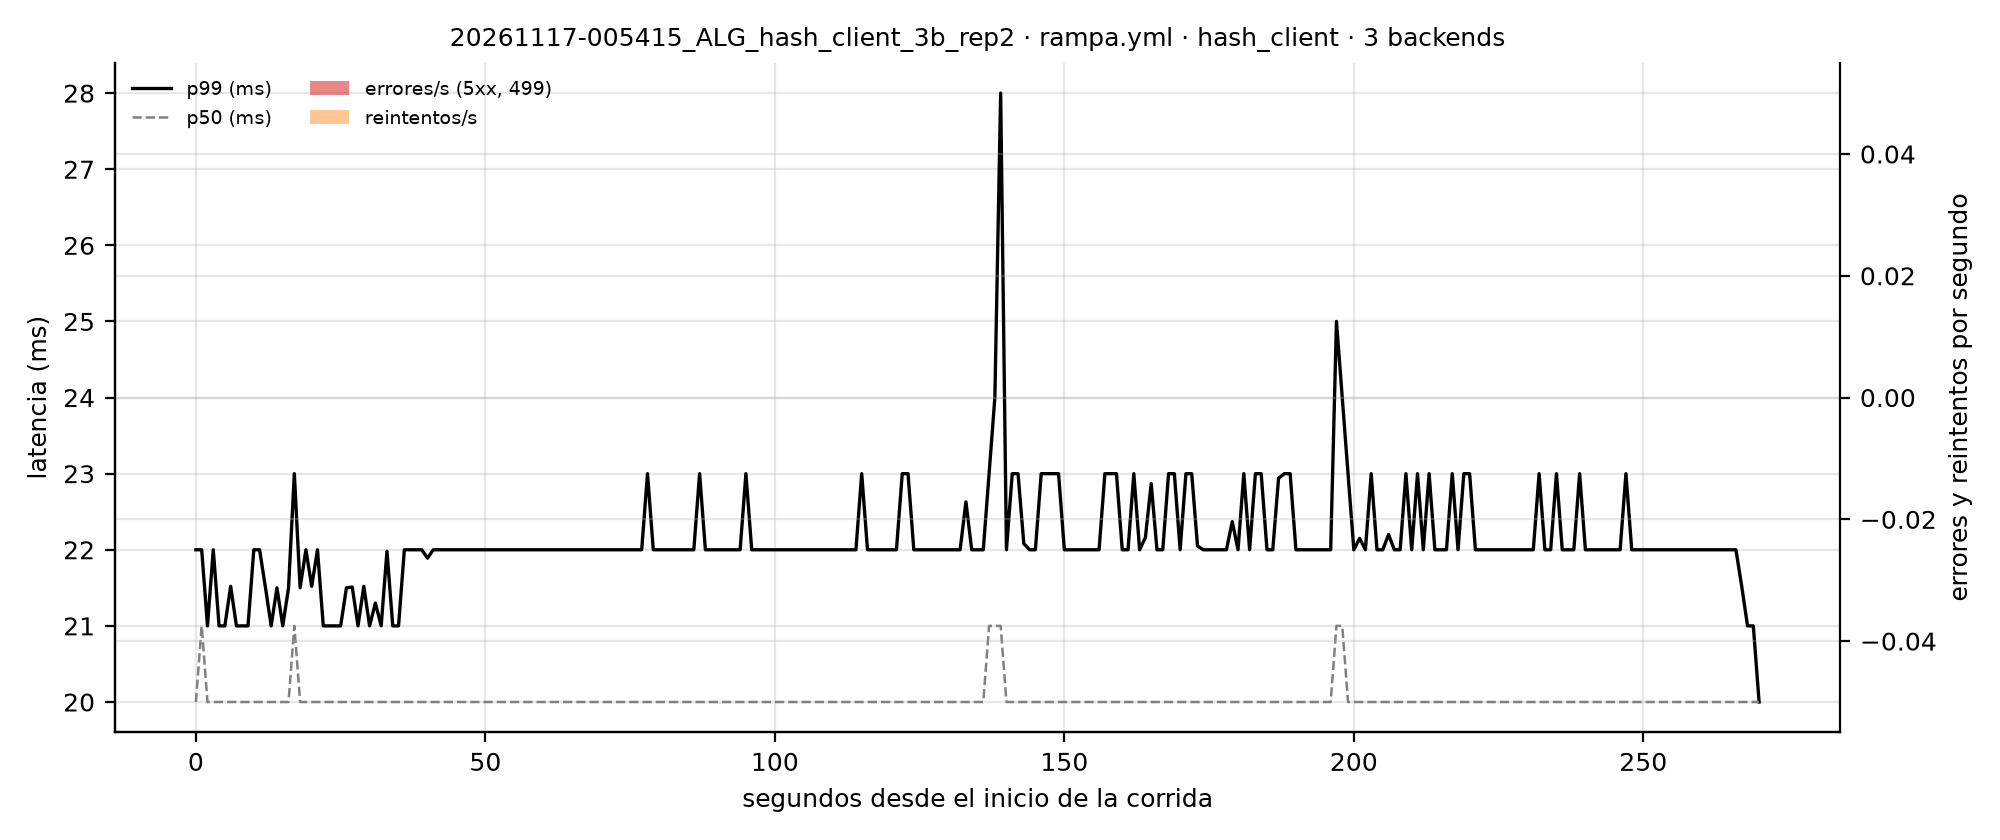 20261117-005415_ALG_hash_client_3b_rep2 · rampa.yml · hash_client · 3 backends
p99 (ms)
p50 (ms)
errores/s (5xx, 499)
reintentos/s
latencia (ms)
28
27
26
25
24
23
22
21
20
0.04
0.02
0.00
−0.02
−0.04
errores y reintentos por segundo
0 50 100 150 200 250
segundos desde el inicio de la corrida